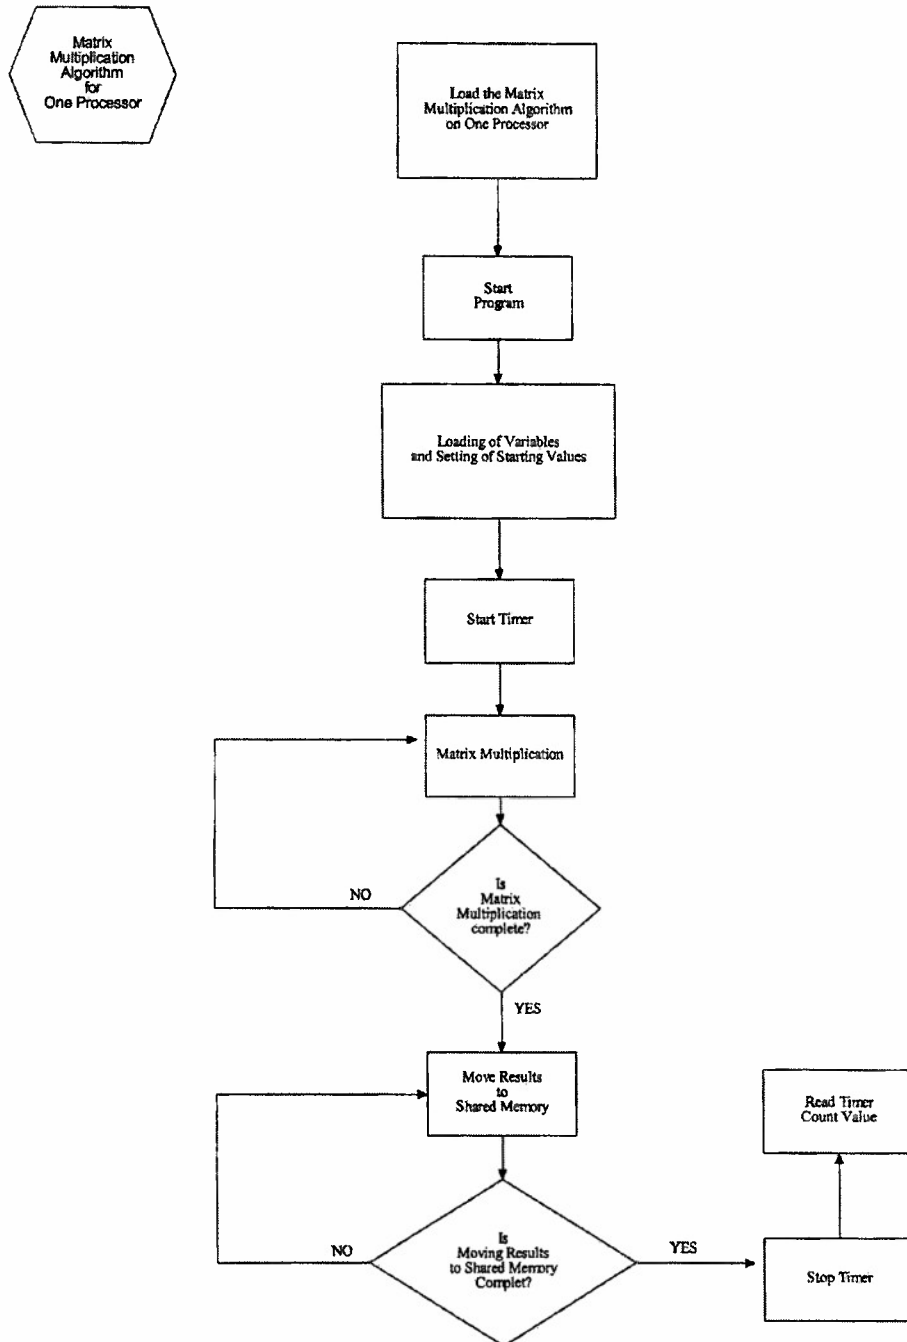 Matrix
Multiplication
Algorithm
for
One Processor
Load the Matrix
Multiplication Algorithm
on One Processor
Start
Program
Loading of Variables
and Setting of Starting Values
Start Timer
Matrix Multiplication
Is
Matrix
Multiplication
complete?
NO
YES
Move Results
to
Shared Memory
Is
Moving Results
to Shared Memory
Complet?
NO
YES
Stop Timer
Read Timer
Count Value